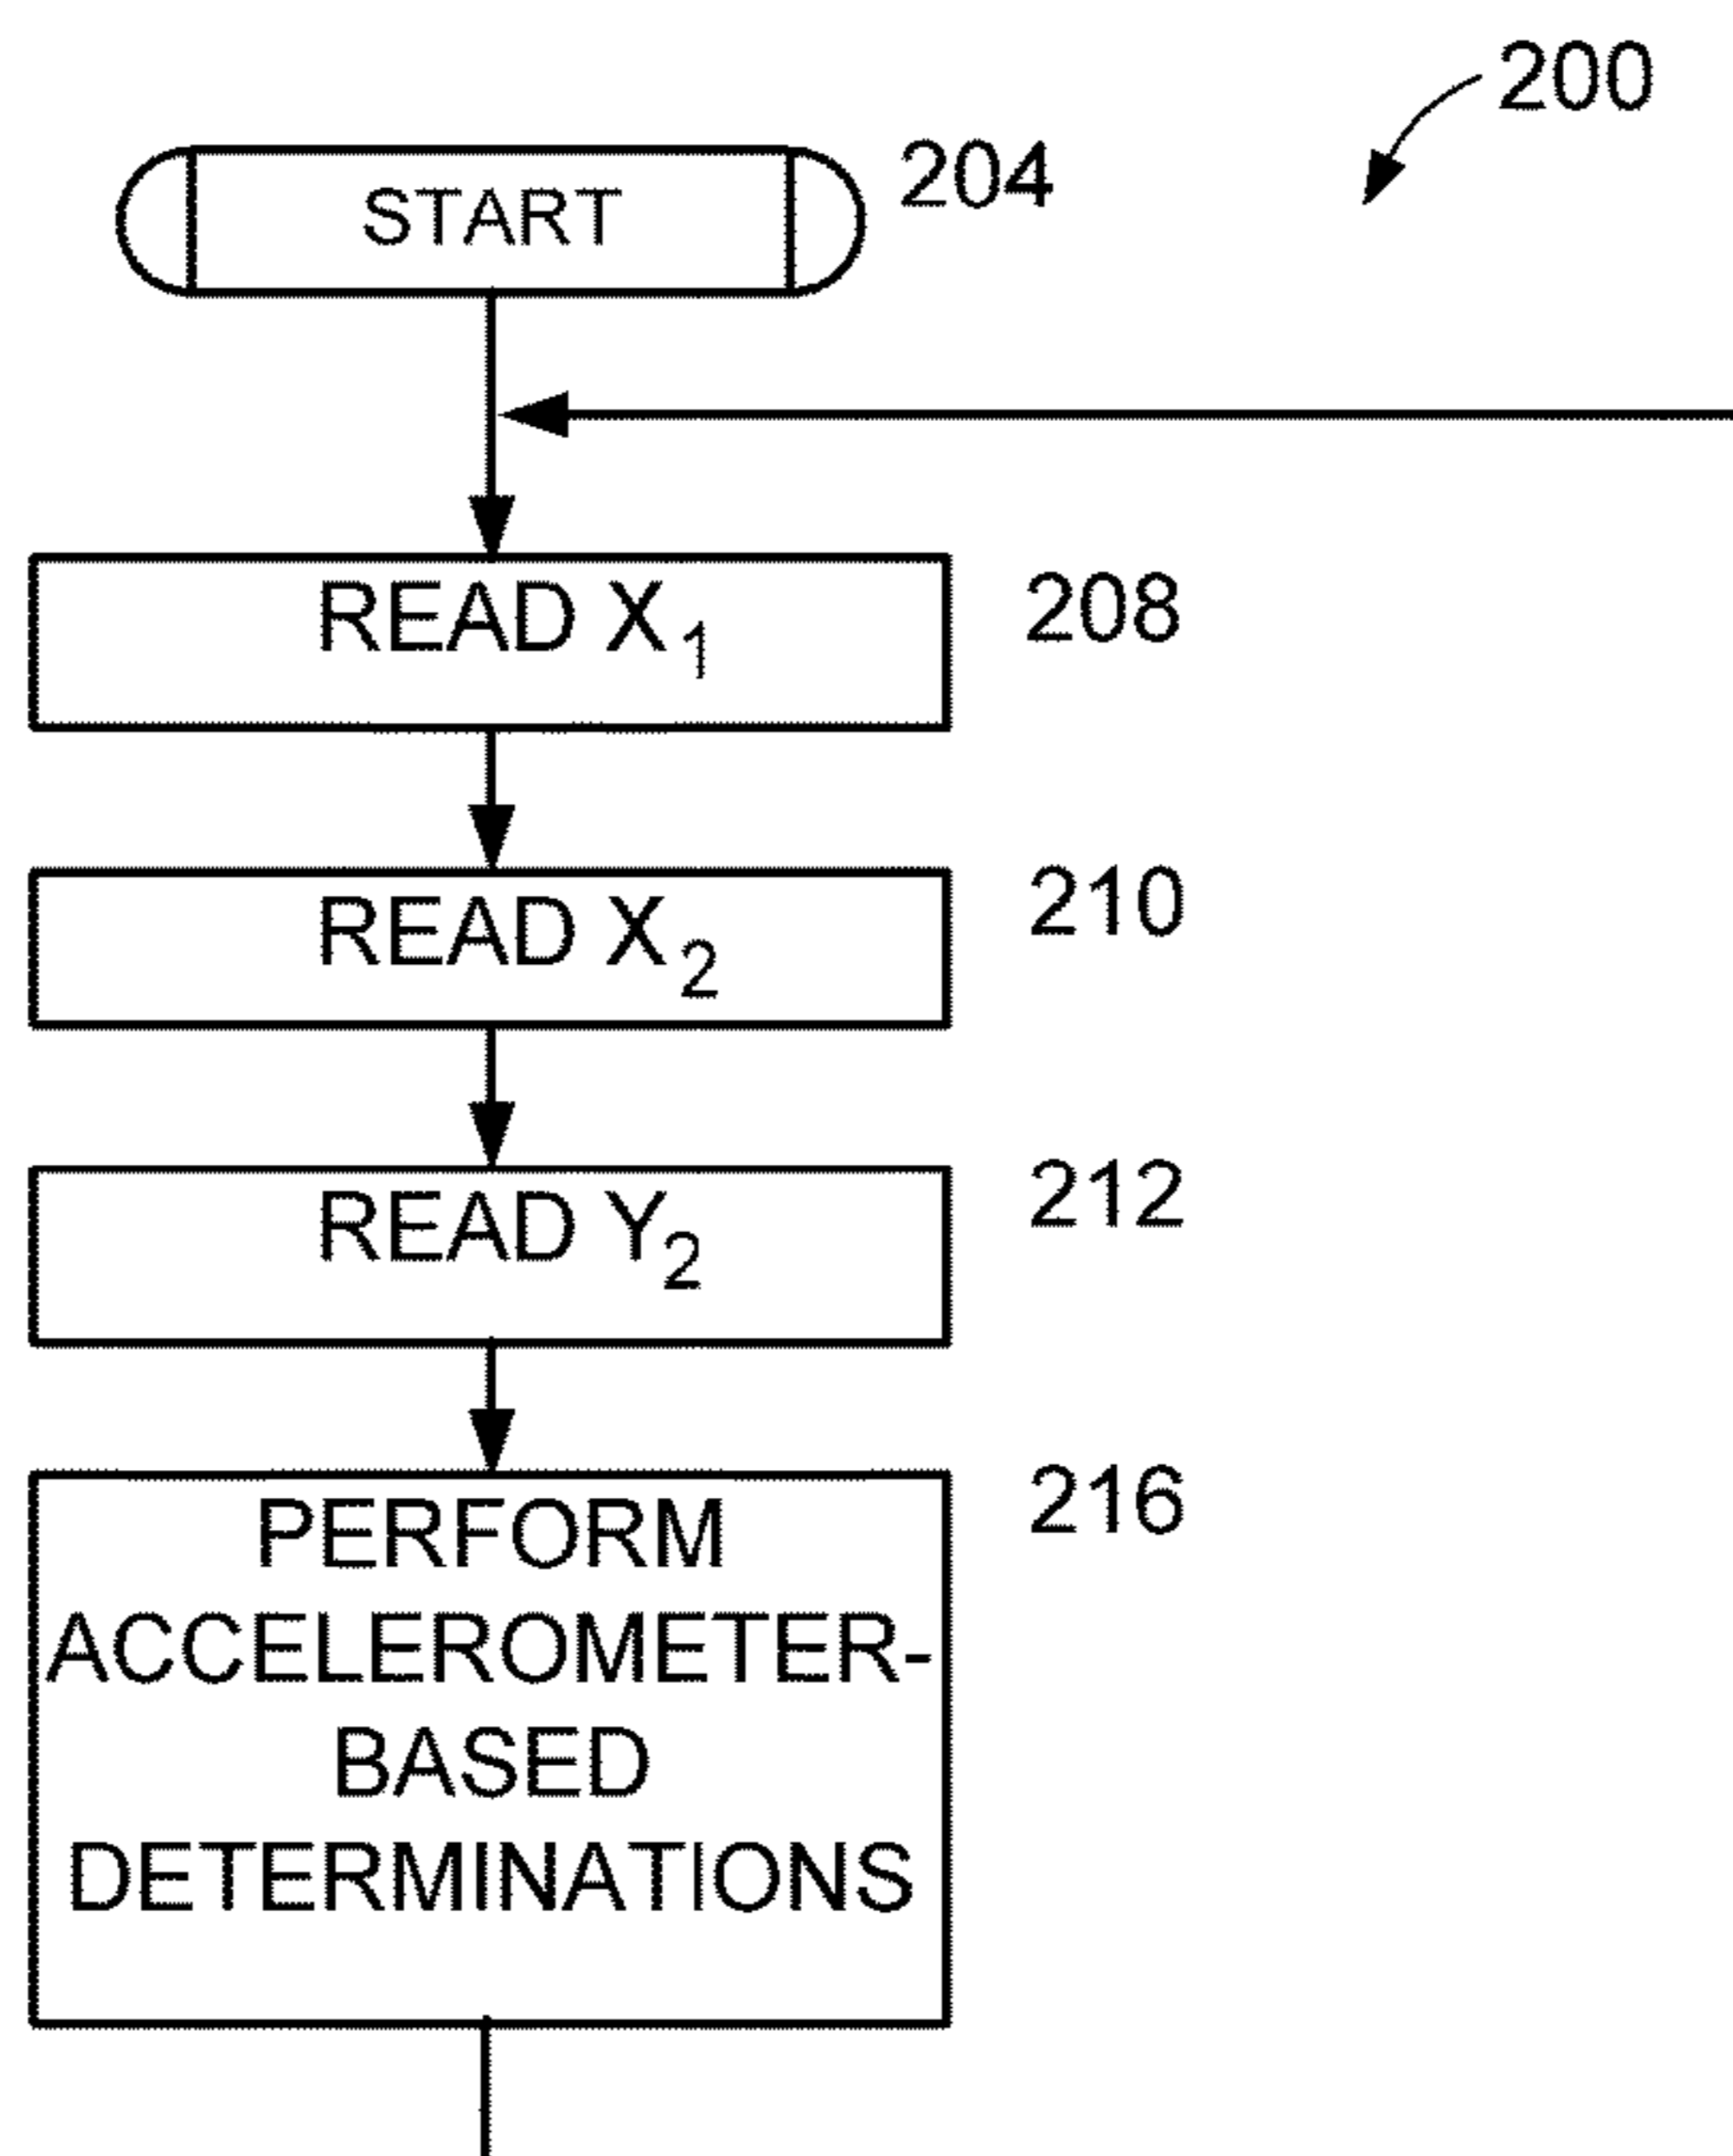 200
START 204
READ X₁ 208
READ X₂ 210
READ Y₂ 212
PERFORM 216
ACCELEROMETER-
BASED
DETERMINATIONS